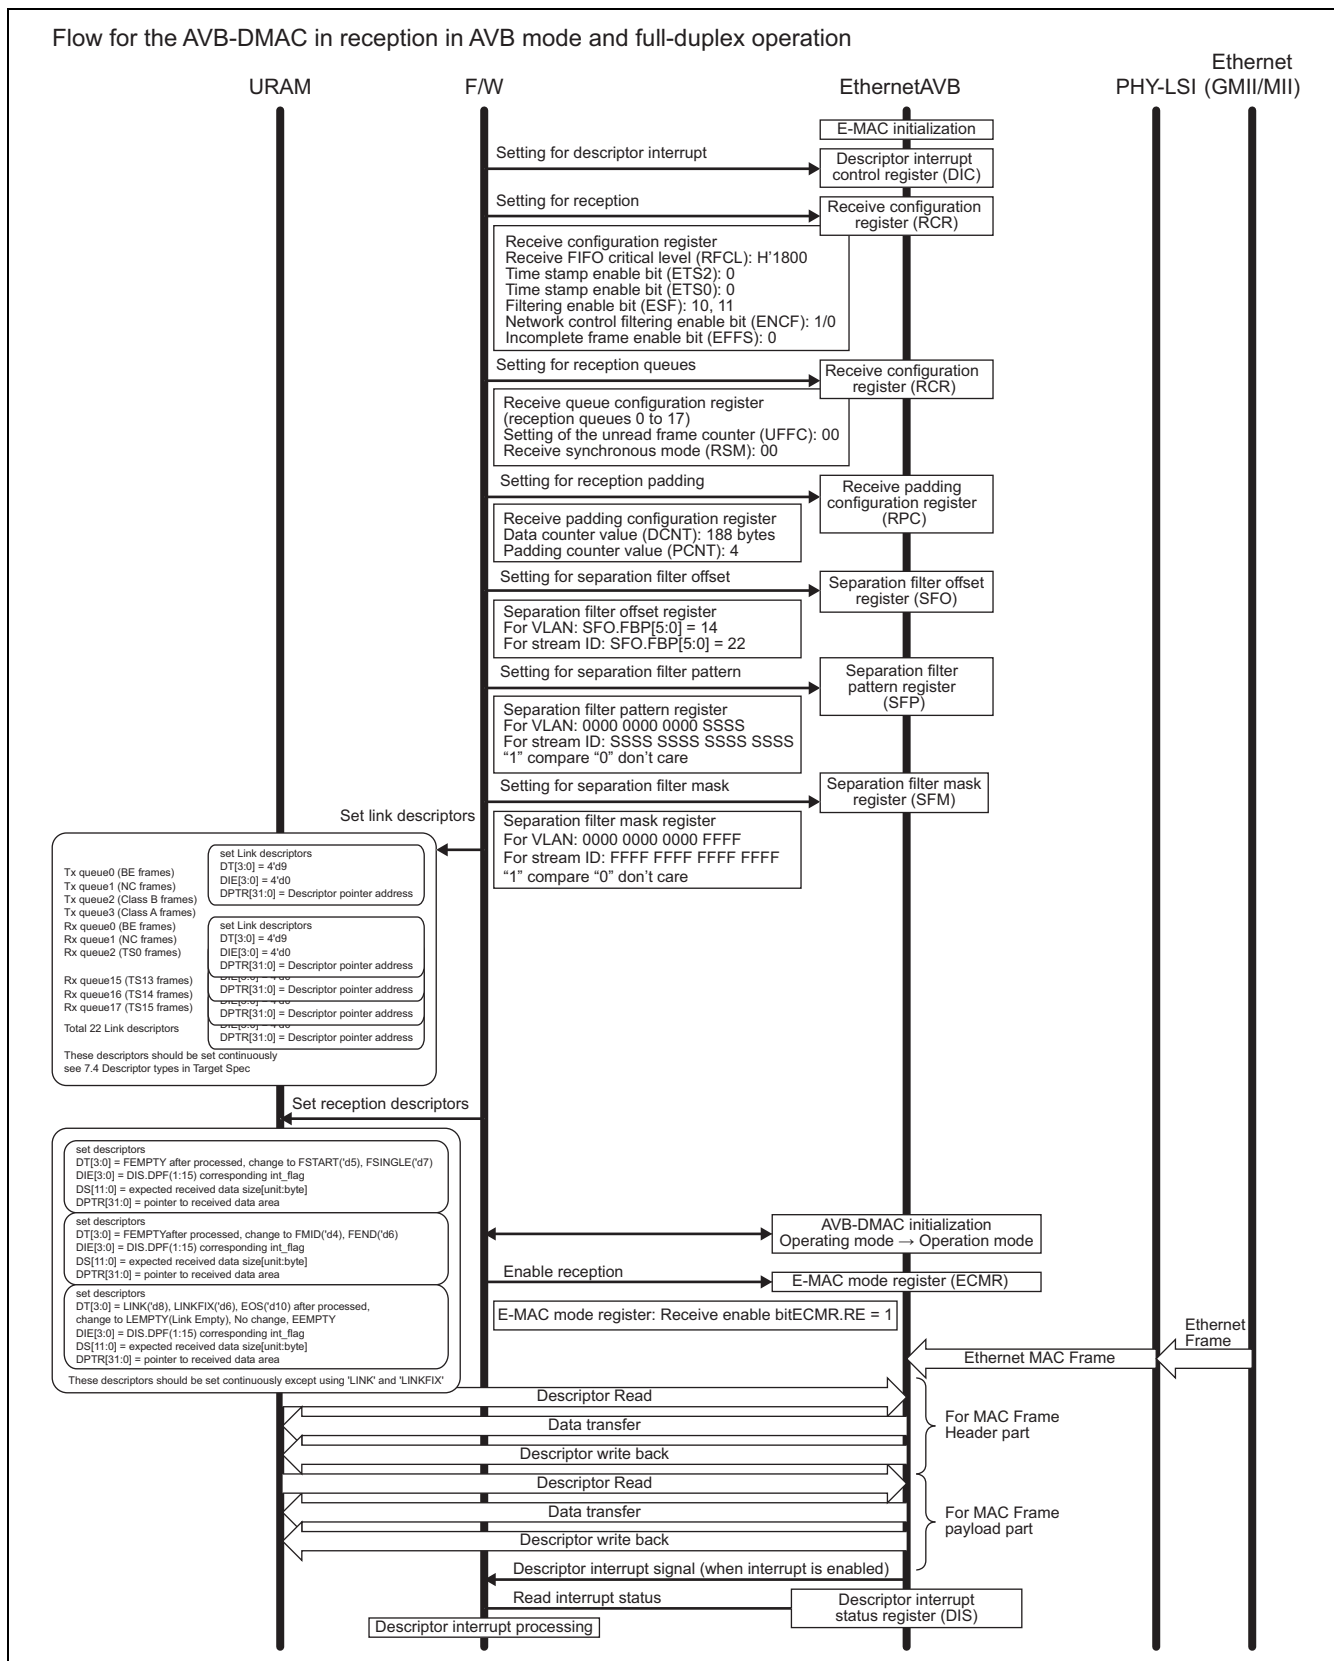 Flow for the AVB-DMAC in reception in AVB mode and full-duplex operation
URAM
F/W
EthernetAVB
PHY-LSI
Ethernet
(GMII/MII)
E-MAC initialization
Setting for descriptor interrupt
Descriptor interrupt
control register (DIC)
Setting for reception
Receive configuration
register (RCR)
Receive configuration register
Receive FIFO critical level (RFCL): H'1800
Time stamp enable bit (ETS2): 0
Time stamp enable bit (ETS0): 0
Filtering enable bit (ESF): 10, 11
Network control filtering enable bit (ENCF): 1/0
Incomplete frame enable bit (EFFS): 0
Setting for reception queues
Receive configuration
register (RCR)
Receive queue configuration register
(reception queues 0 to 17)
Setting of the unread frame counter (UFFC): 00
Receive synchronous mode (RSM): 00
Setting for reception padding
Receive padding
configuration register
(RPC)
Receive padding configuration register
Data counter value (DCNT): 188 bytes
Padding counter value (PCNT): 4
Setting for separation filter offset
Separation filter offset
register (SFO)
Separation filter offset register
For VLAN: SFO.FBP[5:0] = 14
For stream ID: SFO.FBP[5:0] = 22
Setting for separation filter pattern
Separation filter
pattern register
(SFP)
Separation filter pattern register
For VLAN: 0000 0000 0000 SSSS
For stream ID: SSSS SSSS SSSS SSSS
“1” compare “0” don’t care
Setting for separation filter mask
Separation filter mask
register (SFM)
Separation filter mask register
For VLAN: 0000 0000 0000 FFFF
For stream ID: FFFF FFFF FFFF FFFF
“1” compare “0” don’t care
Set link descriptors
Tx queue0 (BE frames)
Tx queue1 (NC frames)
Tx queue2 (Class B frames)
Tx queue3 (Class A frames)
Rx queue0 (BE frames)
Rx queue1 (NC frames)
Rx queue2 (TS0 frames)
Rx queue15 (TS13 frames)
Rx queue16 (TS14 frames)
Rx queue17 (TS15 frames)
Total 22 Link descriptors
These descriptors should be set continuously
see 7.4 Descriptor types in Target Spec
set Link descriptors
DT[3:0] = 4'd9
DIE[3:0] = 4'd0
DPTR[31:0] = Descriptor pointer address
set Link descriptors
DT[3:0] = 4'd9
DIE[3:0] = 4'd0
DPTR[31:0] = Descriptor pointer address
DIE[3:0] = 4'd0
DPTR[31:0] = Descriptor pointer address
DIE[3:0] = 4'd0
DPTR[31:0] = Descriptor pointer address
DIE[3:0] = 4'd0
DPTR[31:0] = Descriptor pointer address
Set reception descriptors
set descriptors
DT[3:0] = FEMPTY after processed, change to FSTART('d5), FSINGLE('d7)
DIE[3:0] = DIS.DPF(1:15) corresponding int_flag
DS[11:0] = expected received data size[unit:byte]
DPTR[31:0] = pointer to received data area
set descriptors
DT[3:0] = FEMPTYafter processed, change to FMID('d4), FEND('d6)
DIE[3:0] = DIS.DPF(1:15) corresponding int_flag
DS[11:0] = expected received data size[unit:byte]
DPTR[31:0] = pointer to received data area
set descriptors
DT[3:0] = LINK('d8), LINKFIX('d6), EOS('d10) after processed,
change to LEMPTY(Link Empty), No change, EEMPTY
DIE[3:0] = DIS.DPF(1:15) corresponding int_flag
DS[11:0] = expected received data size[unit:byte]
DPTR[31:0] = pointer to received data area
These descriptors should be set continuously except using 'LINK' and 'LINKFIX'
AVB-DMAC initialization
Operating mode → Operation mode
Enable reception
E-MAC mode register (ECMR)
E-MAC mode register: Receive enable bitECMR.RE = 1
Ethernet
Frame
Ethernet MAC Frame
Descriptor Read
Data transfer
Descriptor write back
For MAC Frame
Header part
Descriptor Read
Data transfer
Descriptor write back
For MAC Frame
payload part
Descriptor interrupt signal (when interrupt is enabled)
Read interrupt status
Descriptor interrupt
status register (DIS)
Descriptor interrupt processing